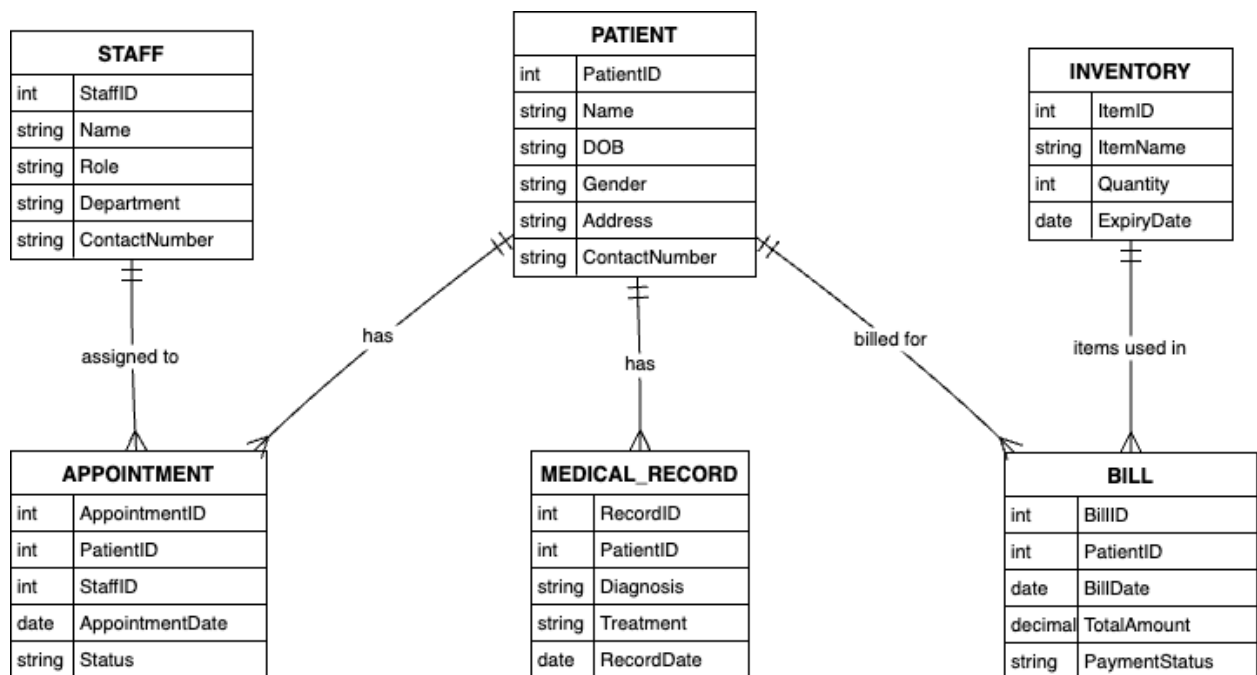 STAFF
int StaffID
string Name
string Role
string Department
string ContactNumber
PATIENT
int PatientID
string Name
string DOB
string Gender
string Address
string ContactNumber
INVENTORY
int ItemID
string ItemName
int Quantity
date ExpiryDate
assigned to
has
has
billed for
items used in
APPOINTMENT
int AppointmentID
int PatientID
int StaffID
date AppointmentDate
string Status
MEDICAL_RECORD
int RecordID
int PatientID
string Diagnosis
string Treatment
date RecordDate
BILL
int BillID
int PatientID
date BillDate
decimal TotalAmount
string PaymentStatus